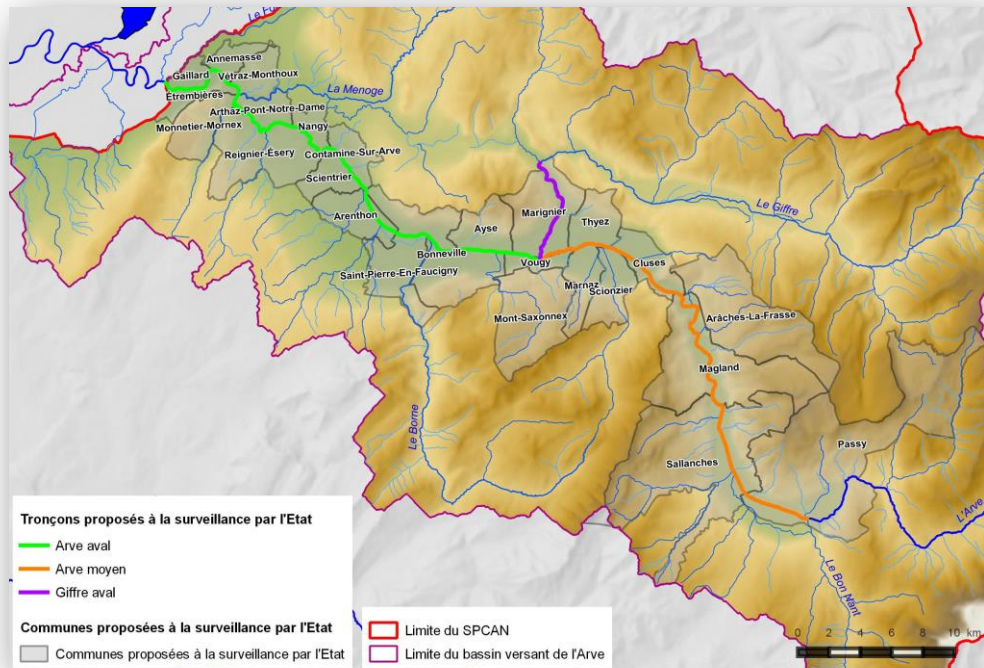 Le Fo
Annemasse
Gaillard
Vétraz-Monthoux
Étrembières
La Menoge
Arthaz-Pont-Notre-Dame
Monnetier-Mornex
Nangy
Reignier-Ésery
Contamine-Sur-Arve
Scientrier
Le Giffre
Arenthon
Marignier
Thyez
Ayse
Bonneville
Vougy
Cluses
Saint-Pierre-En-Faucigny
Marnaz
Scionzier
Mont-Saxonnex
Arâches-La-Frasse
Magland
Le Borne
Passy
Sallanches
L'Arve
Le Bon Nant
Tronçons proposés à la surveillance par l'Etat
Arve aval
Arve moyen
Giffre aval
Communes proposées à la surveillance par l'Etat
Communes proposées à la surveillance par l'Etat
Limite du SPCAN
Limite du bassin versant de l'Arve
0 2 4 6 8 10 km